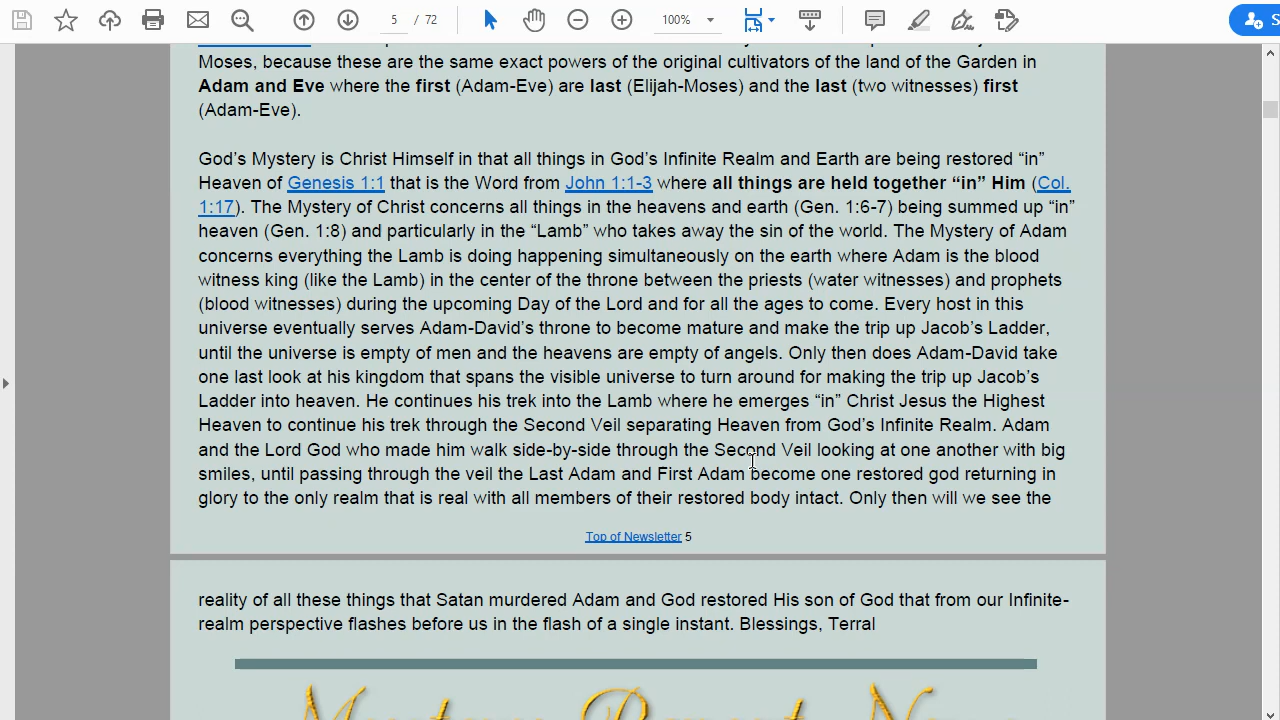 5 / 72
100%
S
Moses, because these are the same exact powers of the original cultivators of the land of the Garden in
Adam and Eve where the first (Adam-Eve) are last (Elijah-Moses) and the last (two witnesses) first
(Adam-Eve).
God’s Mystery is Christ Himself in that all things in God’s Infinite Realm and Earth are being restored “in”
Heaven of Genesis 1:1 that is the Word from John 1:1-3 where all things are held together “in” Him (Col.
1:17). The Mystery of Christ concerns all things in the heavens and earth (Gen. 1:6-7) being summed up “in”
heaven (Gen. 1:8) and particularly in the “Lamb” who takes away the sin of the world. The Mystery of Adam
concerns everything the Lamb is doing happening simultaneously on the earth where Adam is the blood
witness king (like the Lamb) in the center of the throne between the priests (water witnesses) and prophets
(blood witnesses) during the upcoming Day of the Lord and for all the ages to come. Every host in this
universe eventually serves Adam-David’s throne to become mature and make the trip up Jacob’s Ladder,
until the universe is empty of men and the heavens are empty of angels. Only then does Adam-David take
one last look at his kingdom that spans the visible universe to turn around for making the trip up Jacob’s
Ladder into heaven. He continues his trek into the Lamb where he emerges “in” Christ Jesus the Highest
Heaven to continue his trek through the Second Veil separating Heaven from God’s Infinite Realm. Adam
and the Lord God who made him walk side-by-side through the Second Veil looking at one another with big
smiles, until passing through the veil the Last Adam and First Adam become one restored god returning in
glory to the only realm that is real with all members of their restored body intact. Only then will we see the
Top of Newsletter 5
reality of all these things that Satan murdered Adam and God restored His son of God that from our Infinite-
realm perspective flashes before us in the flash of a single instant. Blessings, Terral